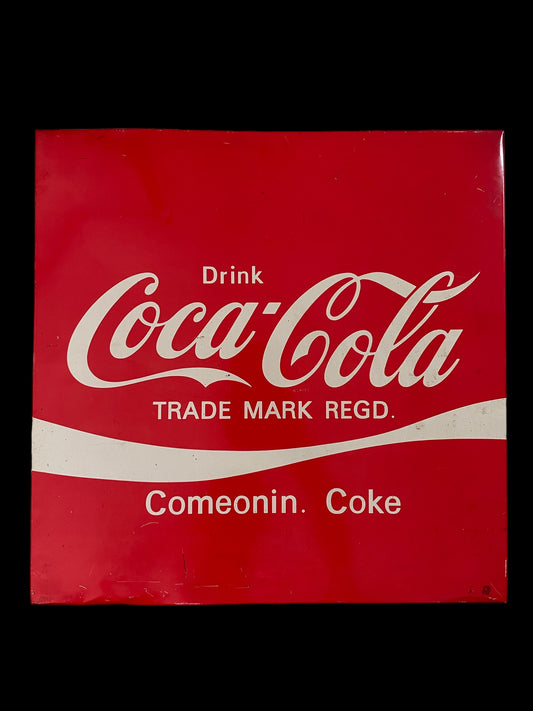 Drink
Coca-Cola
TRADE MARK REGD.
Comeonin. Coke